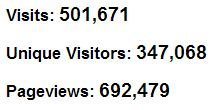 Visits: 501,671
Unique Visitors: 347,068
Pageviews: 692,479